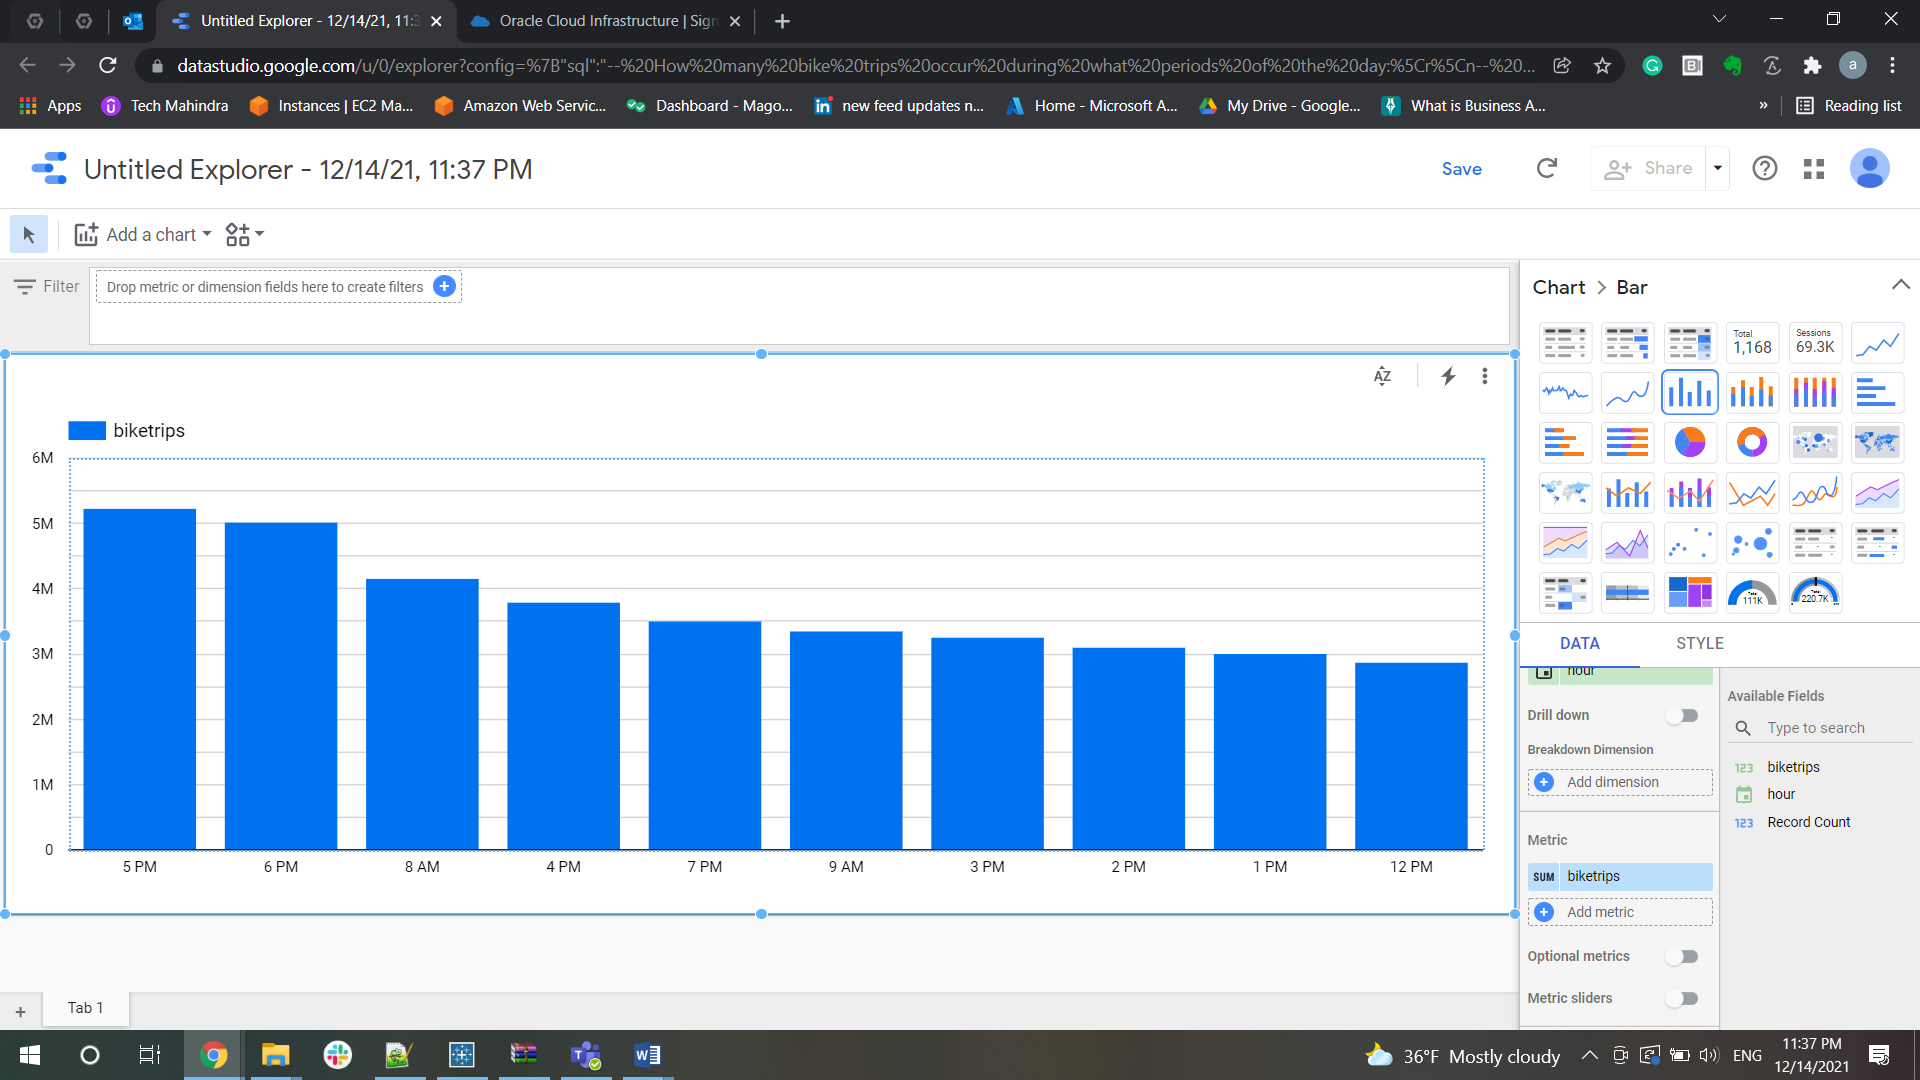 Untitled Explorer - 12/14/21, 11:3
Oracle Cloud Infrastructure | Sign
datastudio.google.com/u/0/explorer?config=%7B"sql":"--%20How%20many%20bike%20trips%20occur%20during%20what%20periods%20of%20the%20day:%5Cr%5Cn--%20...
a
Apps
Tech Mahindra
Instances | EC2 Ma...
Amazon Web Servic...
Dashboard - Mago...
new feed updates n...
Home - Microsoft A...
My Drive - Google...
What is Business A...
»
Reading list
Untitled Explorer - 12/14/21, 11:37 PM
Save
Share
Add a chart
Filter
Drop metric or dimension fields here to create filters
Chart > Bar
Total
1,168
Sessions
69.3K
AZ
biketrips
6M
5M
4M
3M
2M
1M
0
5 PM
6 PM
8 AM
4 PM
7 PM
9 AM
3 PM
2 PM
1 PM
12 PM
Total
111K
220.7K
DATA
STYLE
hour
Drill down
Breakdown Dimension
Add dimension
Metric
SUM biketrips
Add metric
Optional metrics
Metric sliders
Available Fields
Type to search
123 biketrips
hour
123 Record Count
Tab 1
36°F Mostly cloudy
ENG
11:37 PM
12/14/2021